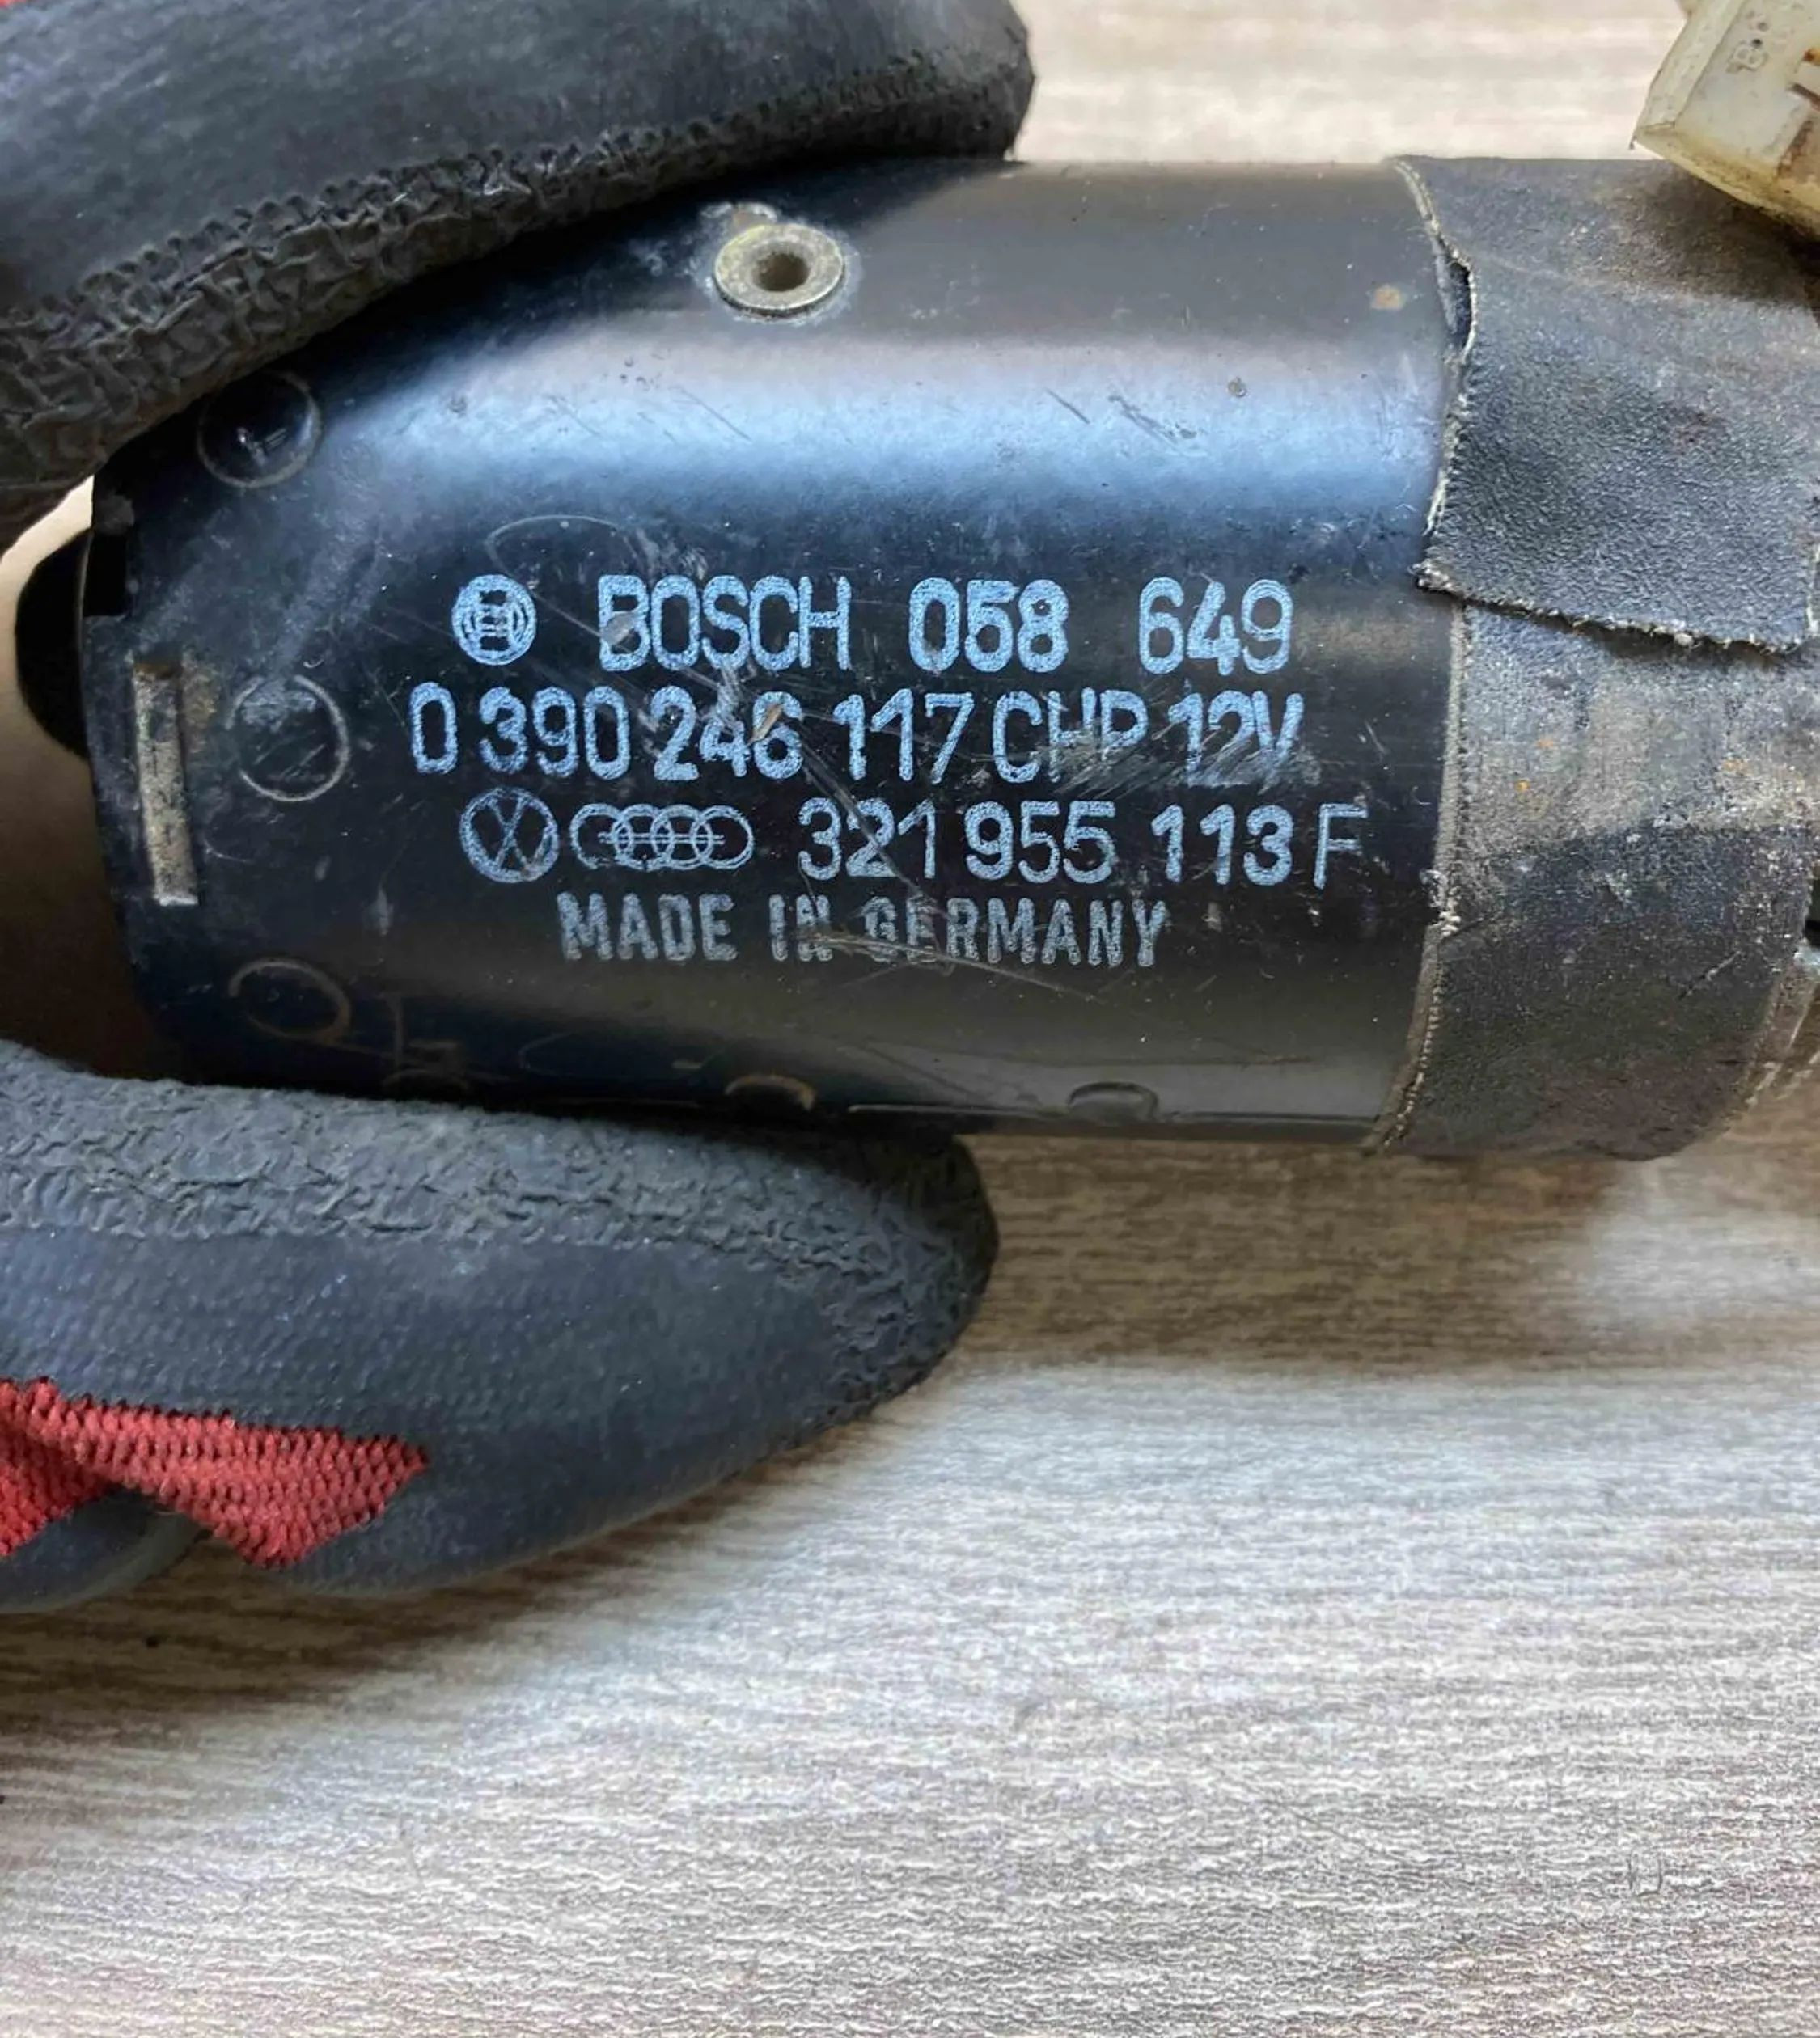 BOSCH 058 649
0 390 246 117 CHP 12V
321 955 113 F
MADE IN GERMANY